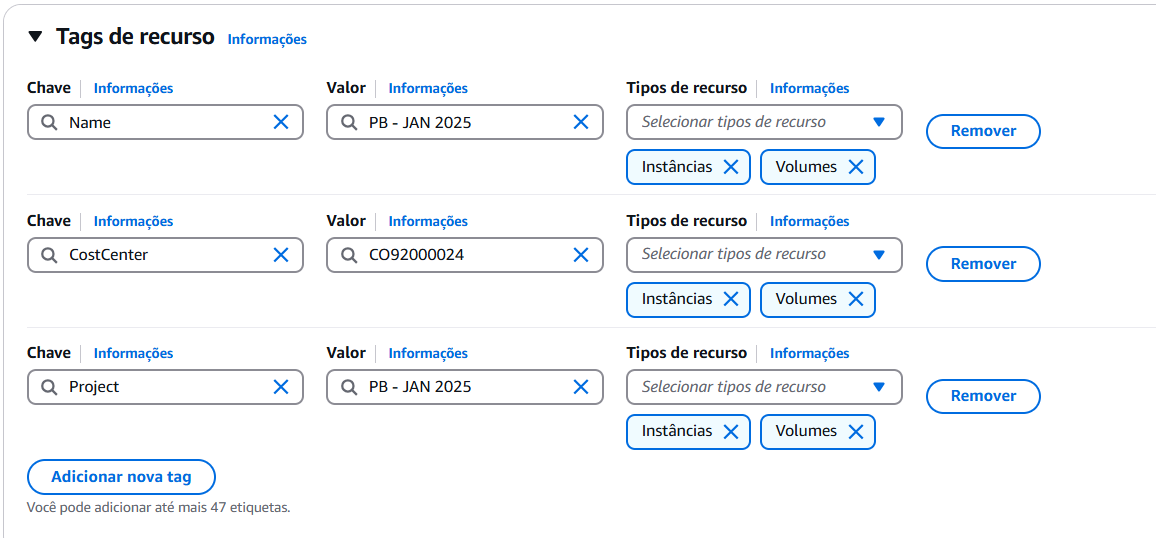 Tags de recurso Informações
Chave Informações Valor Informações Tipos de recurso Informações
Name PB - JAN 2025 Selecionar tipos de recurso Remover
Instâncias Volumes
Chave Informações Valor Informações Tipos de recurso Informações
CostCenter CO92000024 Selecionar tipos de recurso Remover
Instâncias Volumes
Chave Informações Valor Informações Tipos de recurso Informações
Project PB - JAN 2025 Selecionar tipos de recurso Remover
Instâncias Volumes
Adicionar nova tag
Você pode adicionar até mais 47 etiquetas.